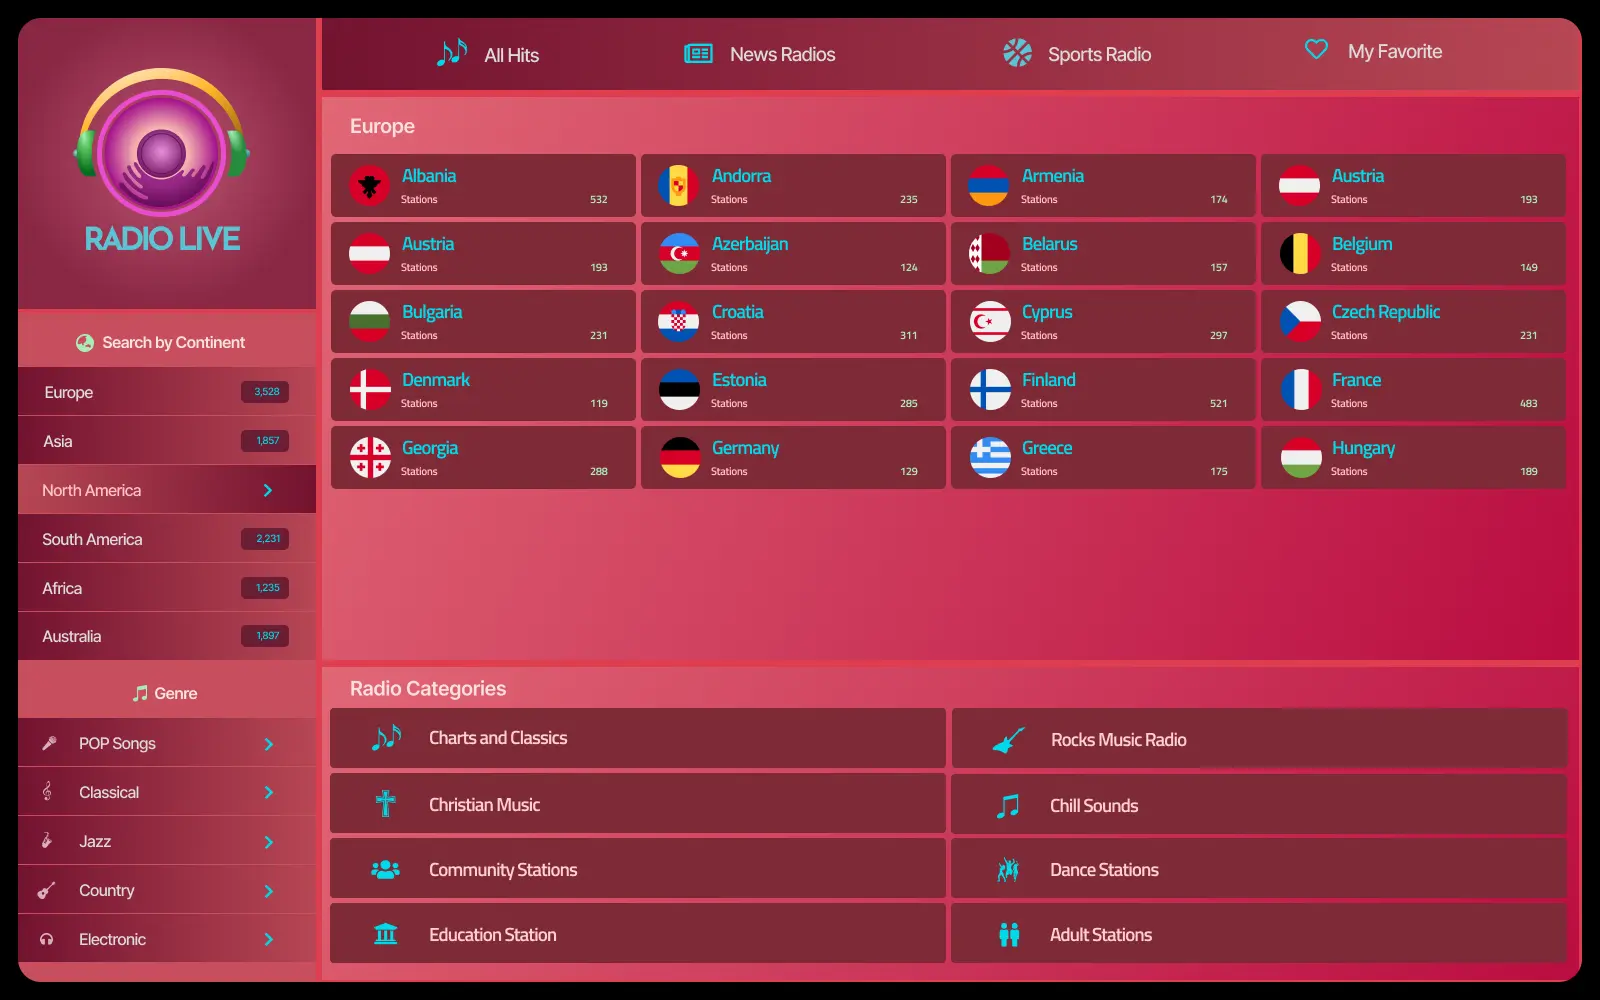 RADIO LIVE
Search by Continent
Europe 3,528
Asia 1,857
North America
South America 2,231
Africa 1,235
Australia 1,897
Genre
POP Songs
Classical
Jazz
Country
Electronic
All Hits News Radios Sports Radio My Favorite
Europe
Albania Andorra Armenia Austria
Stations 532 Stations 235 Stations 174 Stations 193
Austria Azerbaijan Belarus Belgium
Stations 193 Stations 124 Stations 157 Stations 149
Bulgaria Croatia Cyprus Czech Republic
Stations 231 Stations 311 Stations 297 Stations 231
Denmark Estonia Finland France
Stations 119 Stations 285 Stations 521 Stations 483
Georgia Germany Greece Hungary
Stations 288 Stations 129 Stations 175 Stations 189
Radio Categories
Charts and Classics Rocks Music Radio
Christian Music Chill Sounds
Community Stations Dance Stations
Education Station Adult Stations